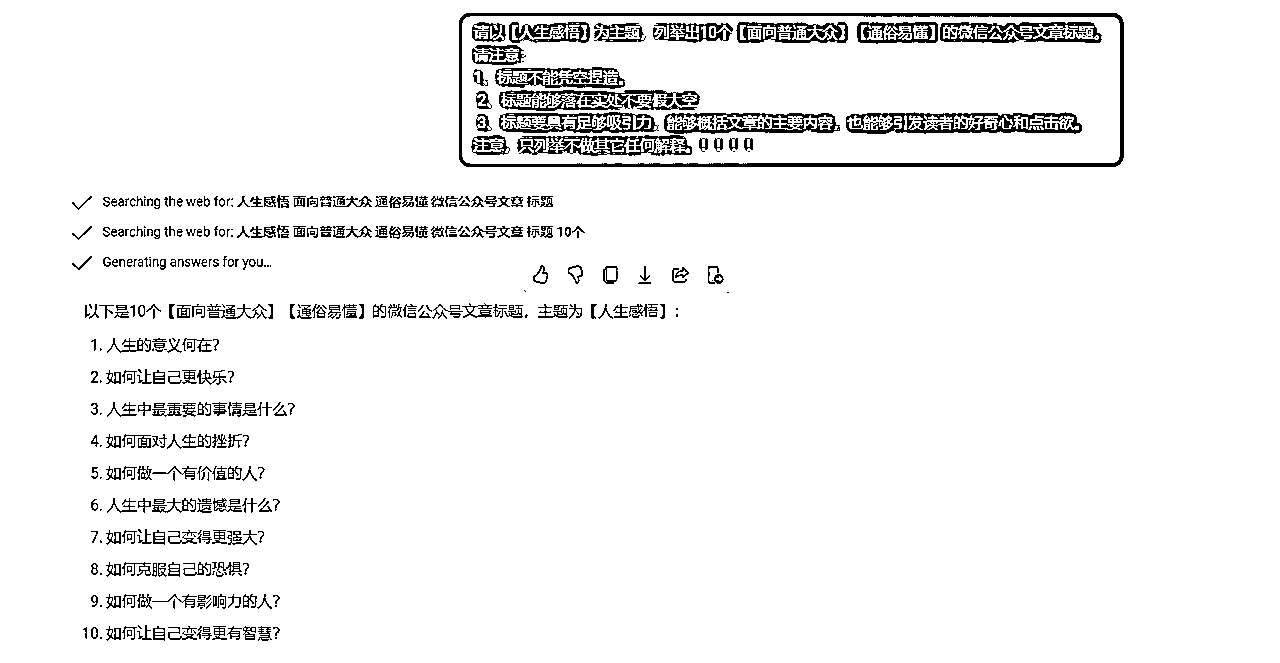 请以【人生感悟】为主题，列举出10个【面向普通大众】【通俗易懂】的微信公众号文章标题。
请注意:
1、标题不能凭空捏造。
2、标题能够落在实处不要假大空
3、标题要具有足够吸引力，能够概括文章的主要内容，也能够引发读者的好奇心和点击欲。
注意，只列举不做其它任何解释。
Searching the web for: 人生感悟 面向普通大众 通俗易懂 微信公众号文章 标题
Searching the web for: 人生感悟 面向普通大众 通俗易懂 微信公众号文章 标题 10个
Generating answers for you...
以下是10个【面向普通大众】【通俗易懂】的微信公众号文章标题，主题为【人生感悟】：
1. 人生的意义何在?
2. 如何让自己更快乐?
3. 人生中最重要的事情是什么?
4. 如何面对人生的挫折?
5. 如何做一个有价值的人?
6. 人生中最大的遗憾是什么?
7. 如何让自己变得更强大?
8. 如何克服自己的恐惧?
9. 如何做一个有影响力的人?
10. 如何让自己变得更有智慧?